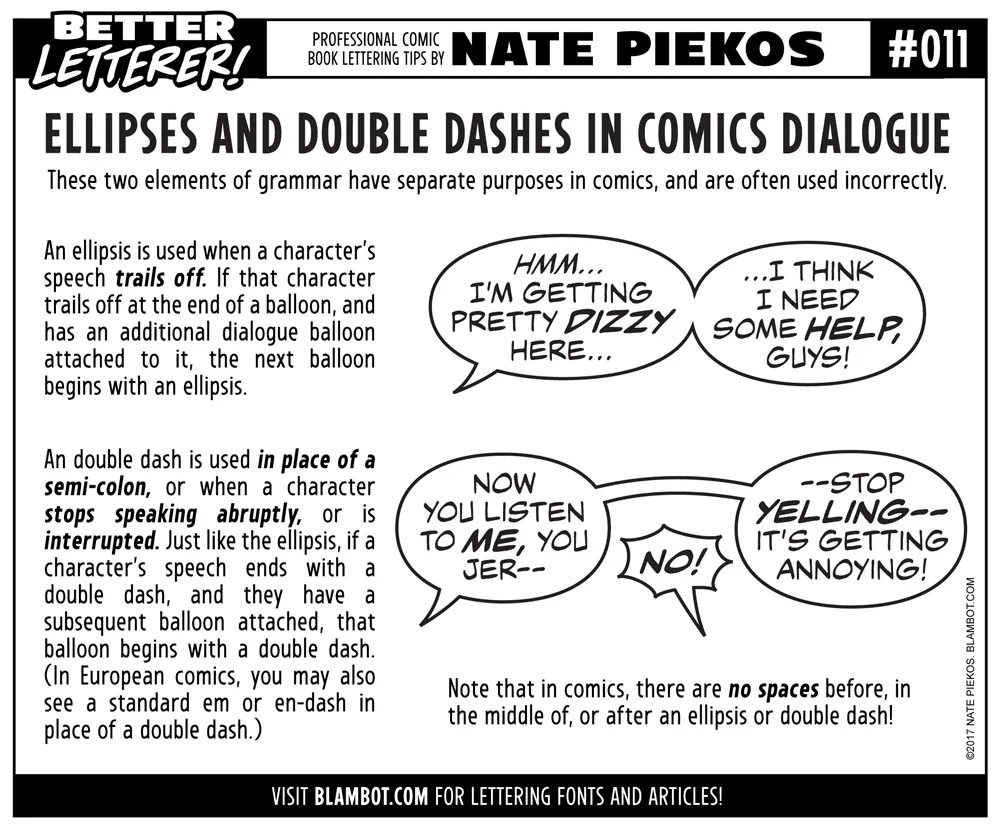 BETTER
LETTERER!
PROFESSIONAL COMIC
BOOK LETTERING TIPS BY
NATE PIEKOS
#011
ELLIPSES AND DOUBLE DASHES IN COMICS DIALOGUE
These two elements of grammar have separate purposes in comics, and are often used incorrectly.
An ellipsis is used when a character's
speech trails off. If that character
trails off at the end of a balloon, and
has an additional dialogue balloon
attached to it, the next balloon
begins with an ellipsis.
HMM...
I'M GETTING
PRETTY DIZZY
HERE...
...I THINK
I NEED
SOME HELP,
GUYS!
An double dash is used in place of a
semi-colon, or when a character
stops speaking abruptly, or is
interrupted. Just like the ellipsis, if a
character's speech ends with a
double dash, and they have a
subsequent balloon attached, that
balloon begins with a double dash.
(In European comics, you may also
see a standard em or en-dash in
place of a double dash.)
NOW
YOU LISTEN
TO ME, YOU
JER--
NO!
--STOP
YELLING--
IT'S GETTING
ANNOYING!
Note that in comics, there are no spaces before, in
the middle of, or after an ellipsis or double dash!
©2017 NATE PIEKOS. BLAMBOT.COM
VISIT BLAMBOT.COM FOR LETTERING FONTS AND ARTICLES!